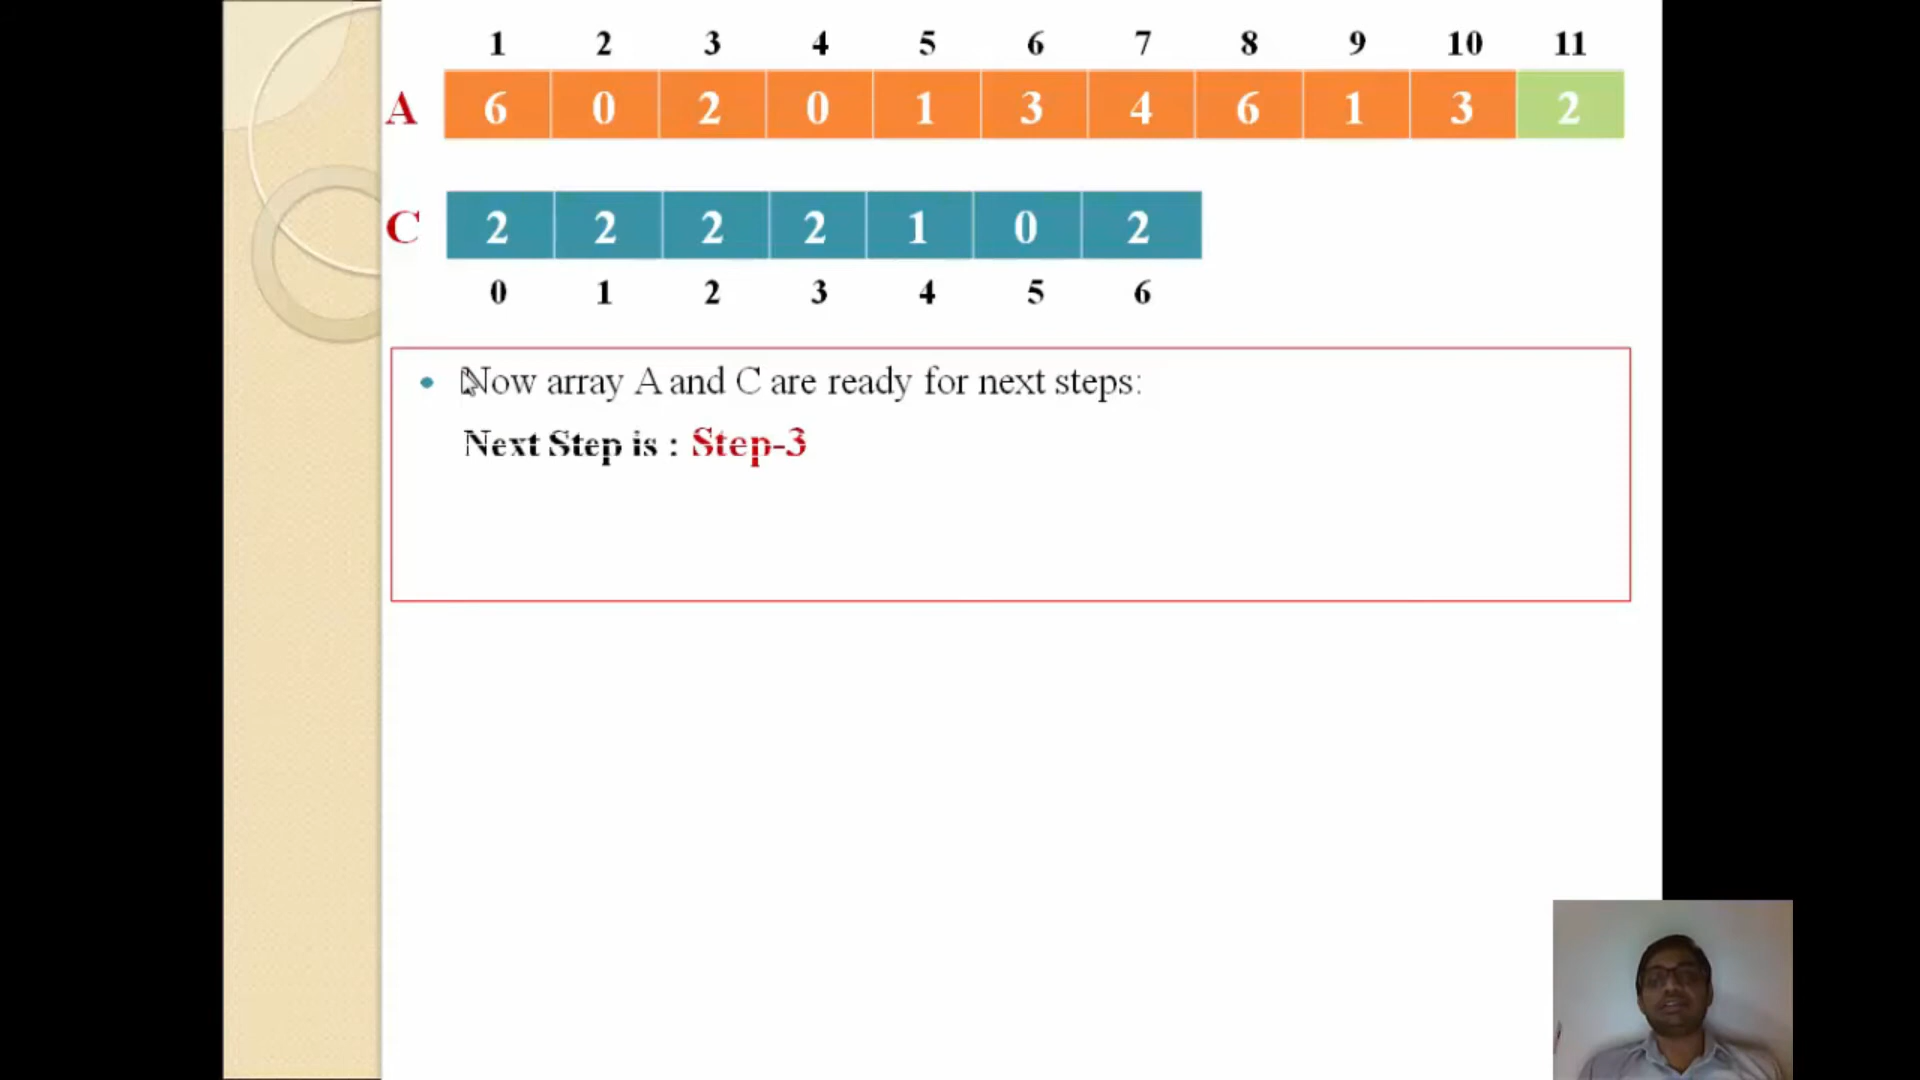 1 2 3 4 5 6 7 8 9 10 11
A 6 0 2 0 1 3 4 6 1 3 2
C 2 2 2 2 1 0 2
0 1 2 3 4 5 6
• Now array A and C are ready for next steps:
Next Step is : Step-3